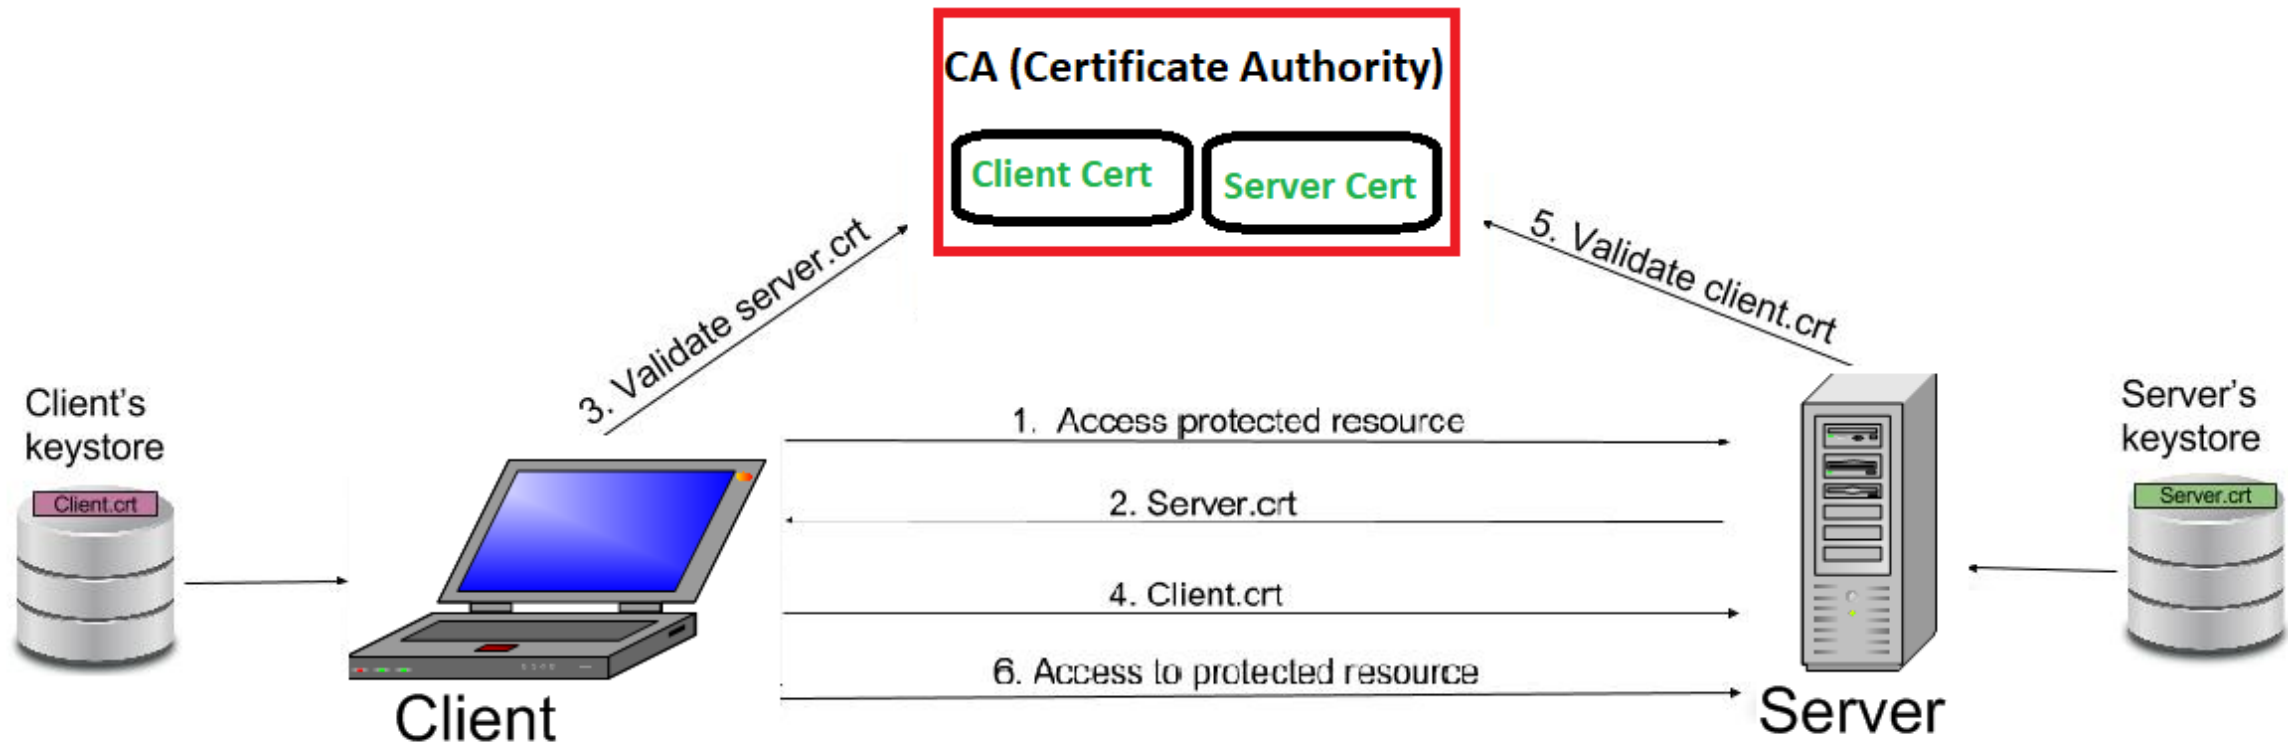 CA (Certificate Authority)
Client Cert
Server Cert
3. Validate server.crt
5. Validate client.crt
Client's
keystore
Client.crt
1. Access protected resource
2. Server.crt
4. Client.crt
6. Access to protected resource
Client
Server
Server's
keystore
Server.crt